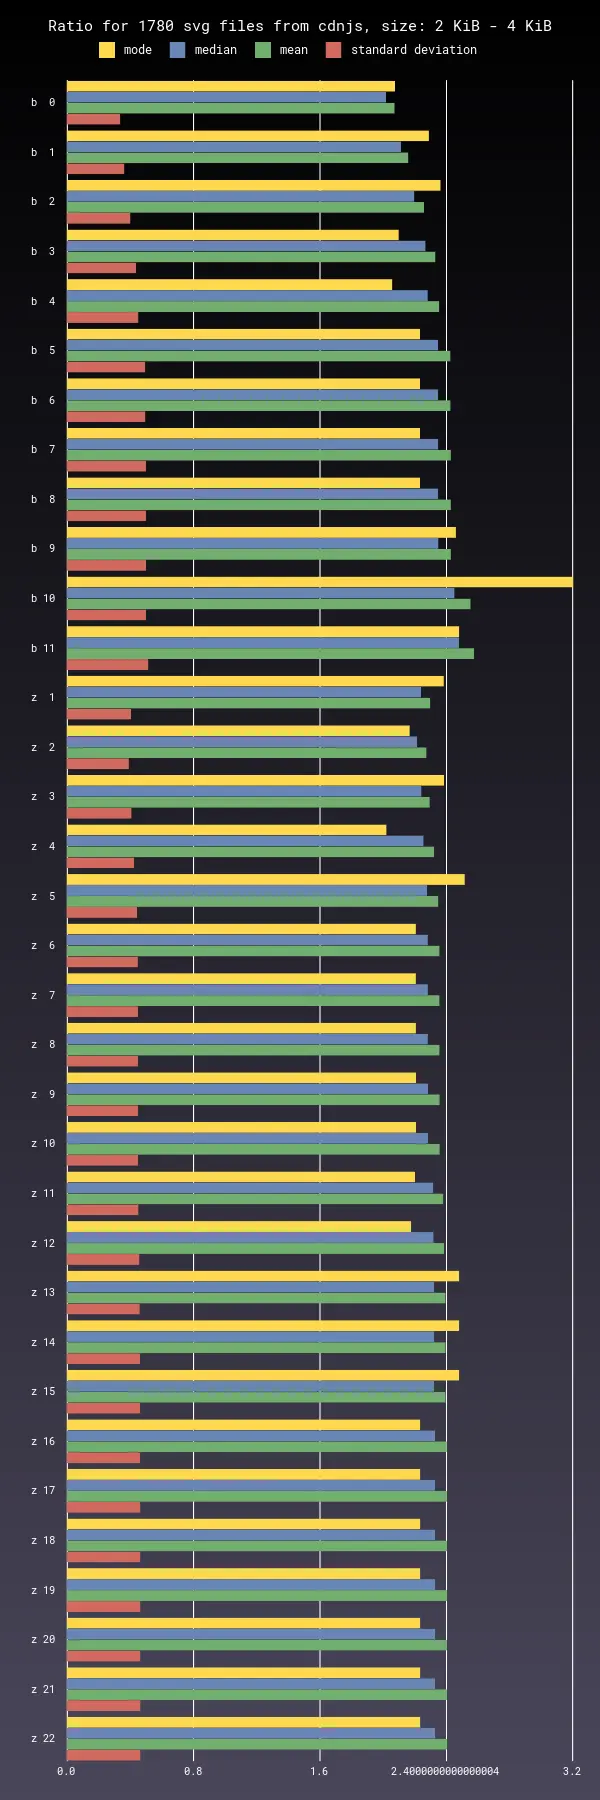 Ratio for 1780 svg files from cdnjs, size: 2 KiB - 4 KiB
mode median mean standard deviation
b 0
b 1
b 2
b 3
b 4
b 5
b 6
b 7
b 8
b 9
b 10
b 11
z 1
z 2
z 3
z 4
z 5
z 6
z 7
z 8
z 9
z 10
z 11
z 12
z 13
z 14
z 15
z 16
z 17
z 18
z 19
z 20
z 21
z 22
0.0 0.8 1.6 2.4000000000000004 3.2